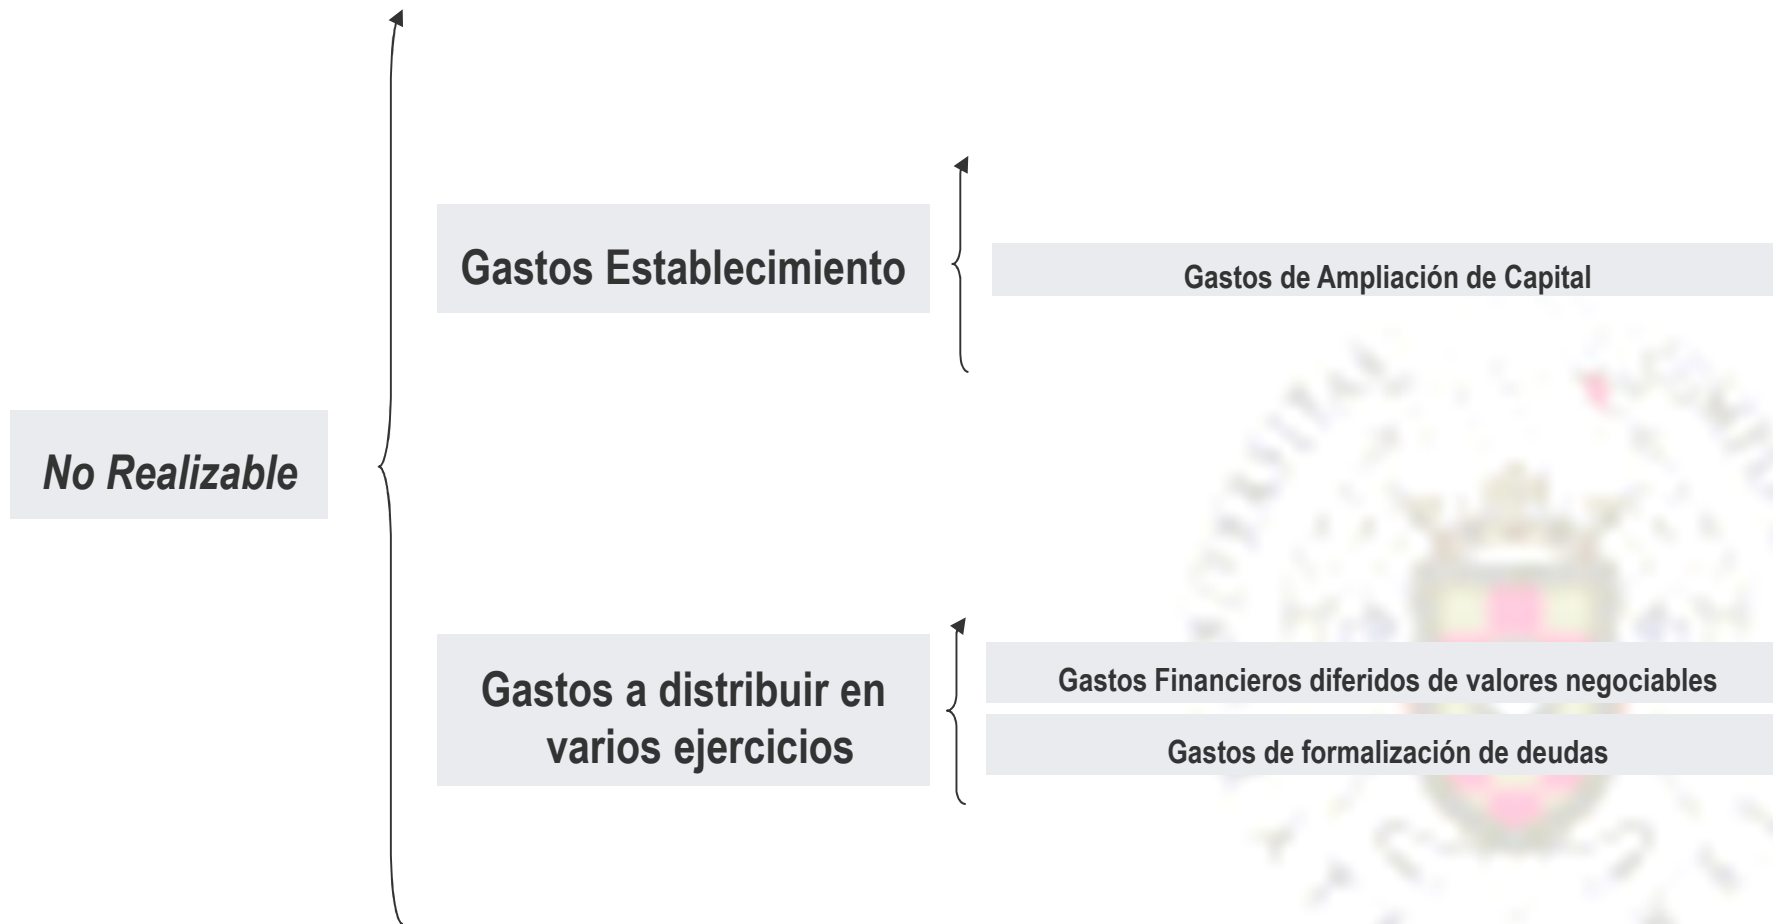 Gastos Establecimiento
Gastos de Ampliación de Capital
No Realizable
Gastos a distribuir en
varios ejercicios
Gastos Financieros diferidos de valores negociables
Gastos de formalización de deudas